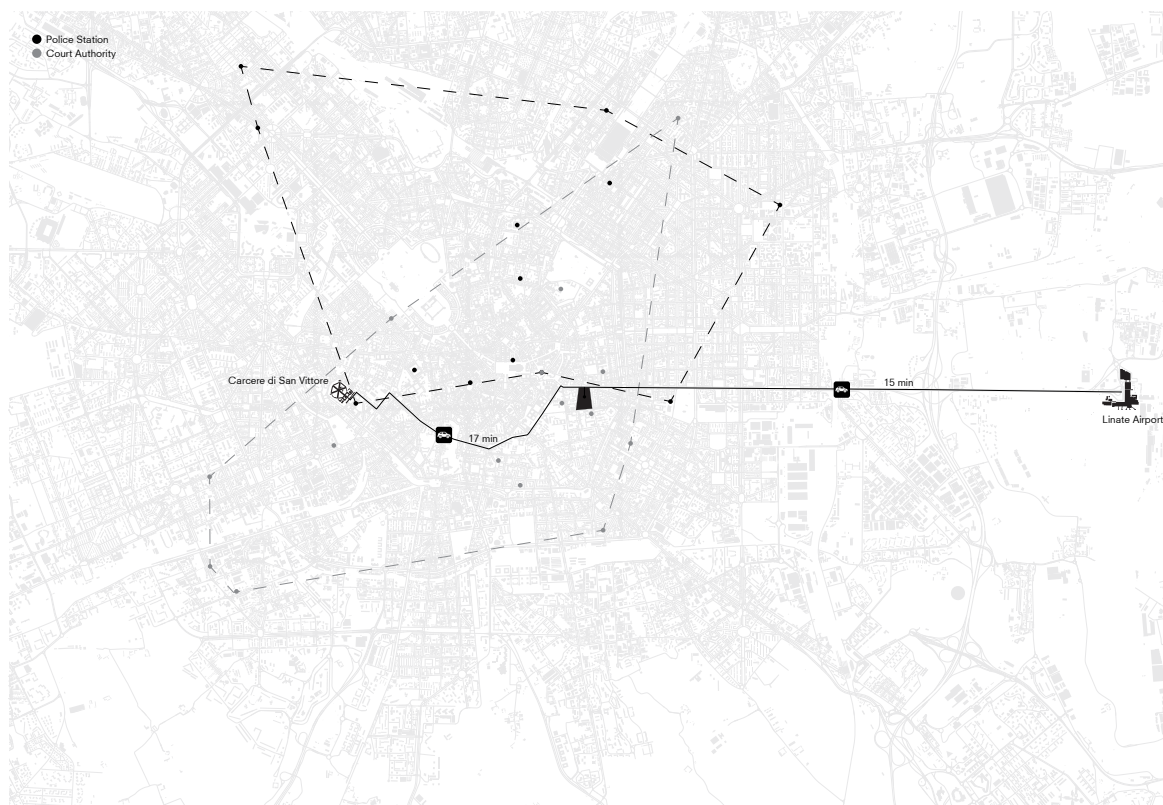 Police Station
Court Authority
Carcere di San Vittore
15 min
Linate Airport
17 min